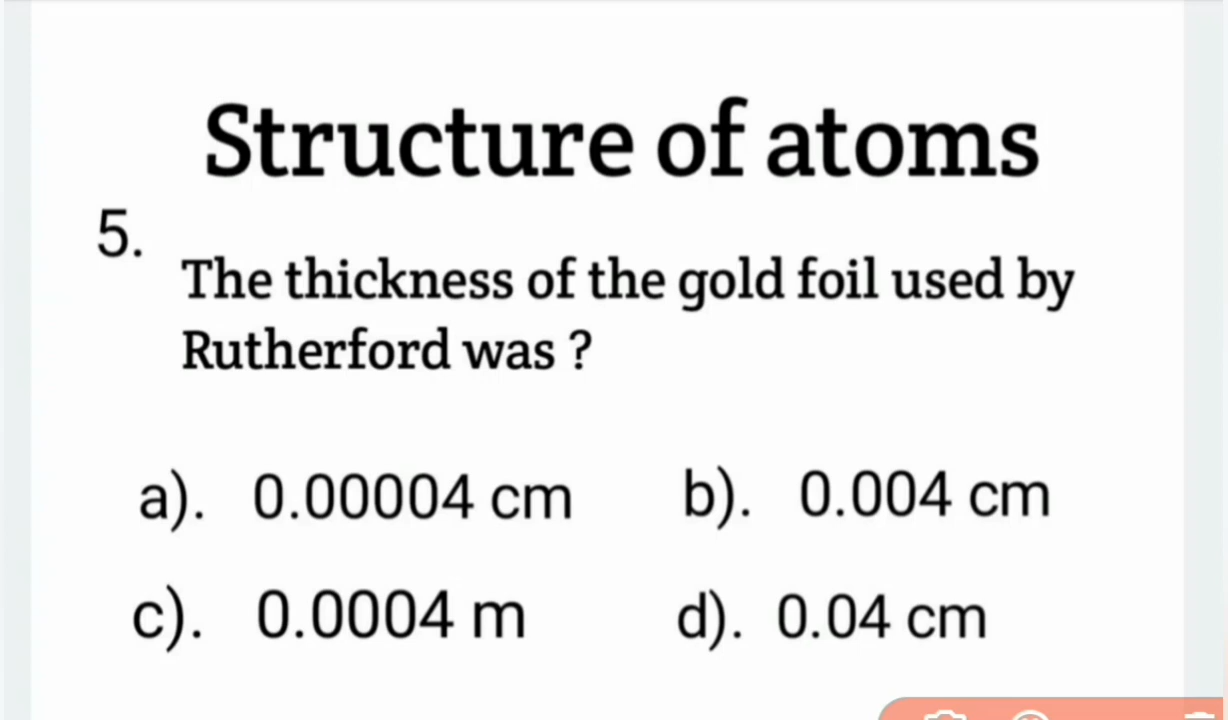 Structure of atoms
5.
The thickness of the gold foil used by
Rutherford was ?
a). 0.00004 cm b). 0.004 cm
c). 0.0004 m d). 0.04 cm